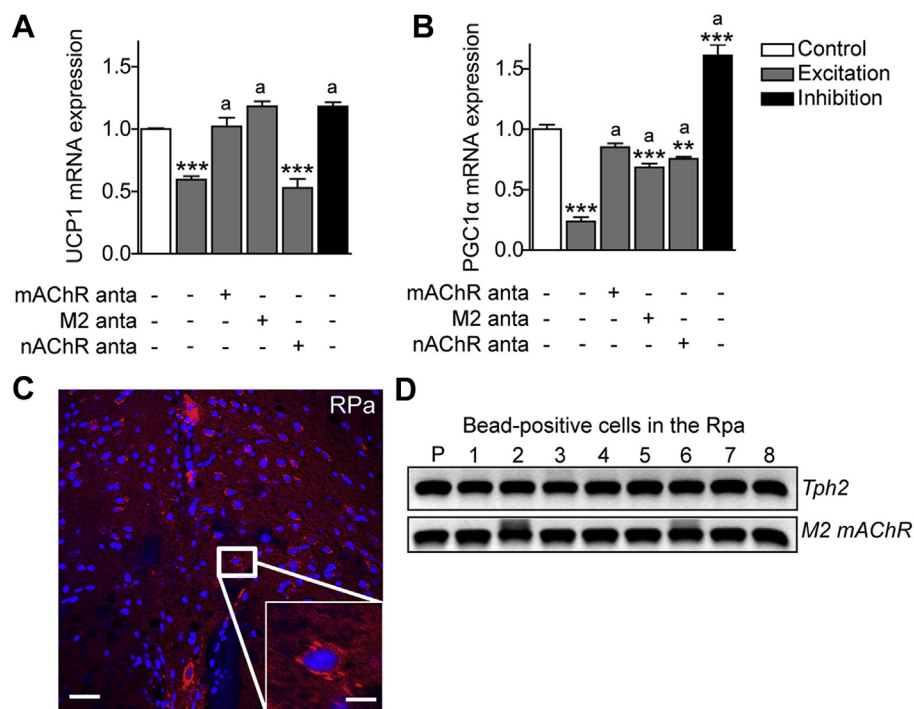 A
UCP1 mRNA expression
1.5
1.0
0.5
0.0
***
a
a
***
a
mAChR anta - - + - - -
M2 anta - - - + - -
nAChR anta - - - - + -
B
PGC1α mRNA expression
1.5
1.0
0.5
0.0
***
a
a
***
a
**
a
***
mAChR anta - - + - - -
M2 anta - - - + - -
nAChR anta - - - - + -
Control
Excitation
Inhibition
C
RPa
D
Bead-positive cells in the Rpa
P 1 2 3 4 5 6 7 8
Tph2
M2 mAChR